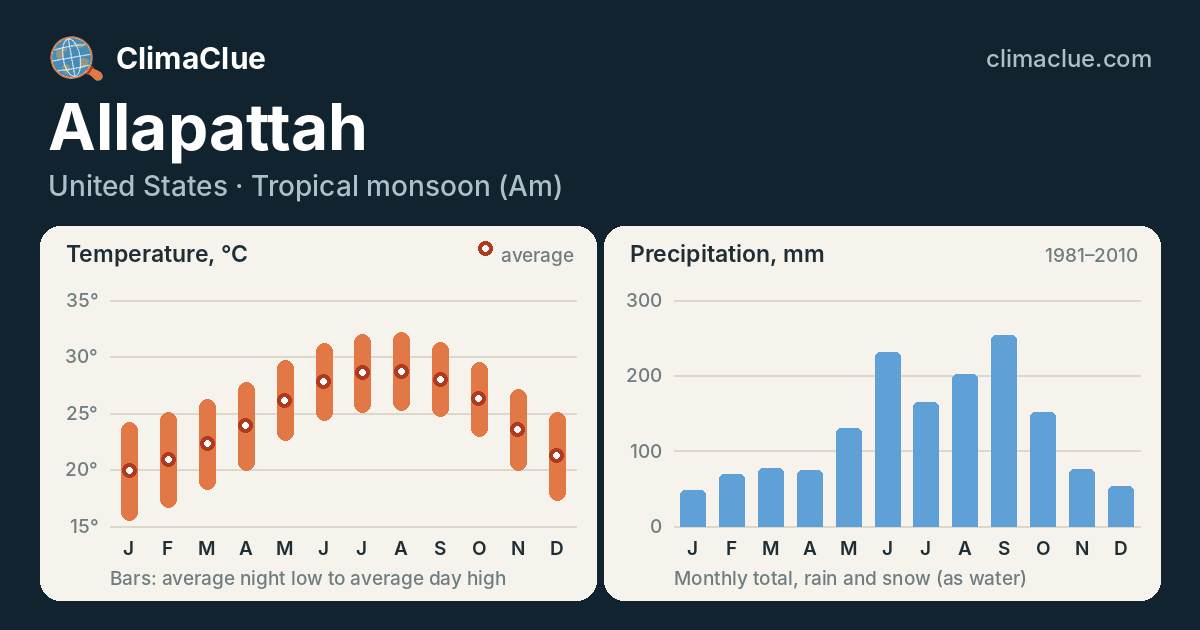 ClimaClue
climaclue.com
Allapattah
United States · Tropical monsoon (Am)
Temperature, °C
average
35°
30°
25°
20°
15°
J F M A M J J A S O N D
Bars: average night low to average day high
Precipitation, mm
1981–2010
300
200
100
0
J F M A M J J A S O N D
Monthly total, rain and snow (as water)